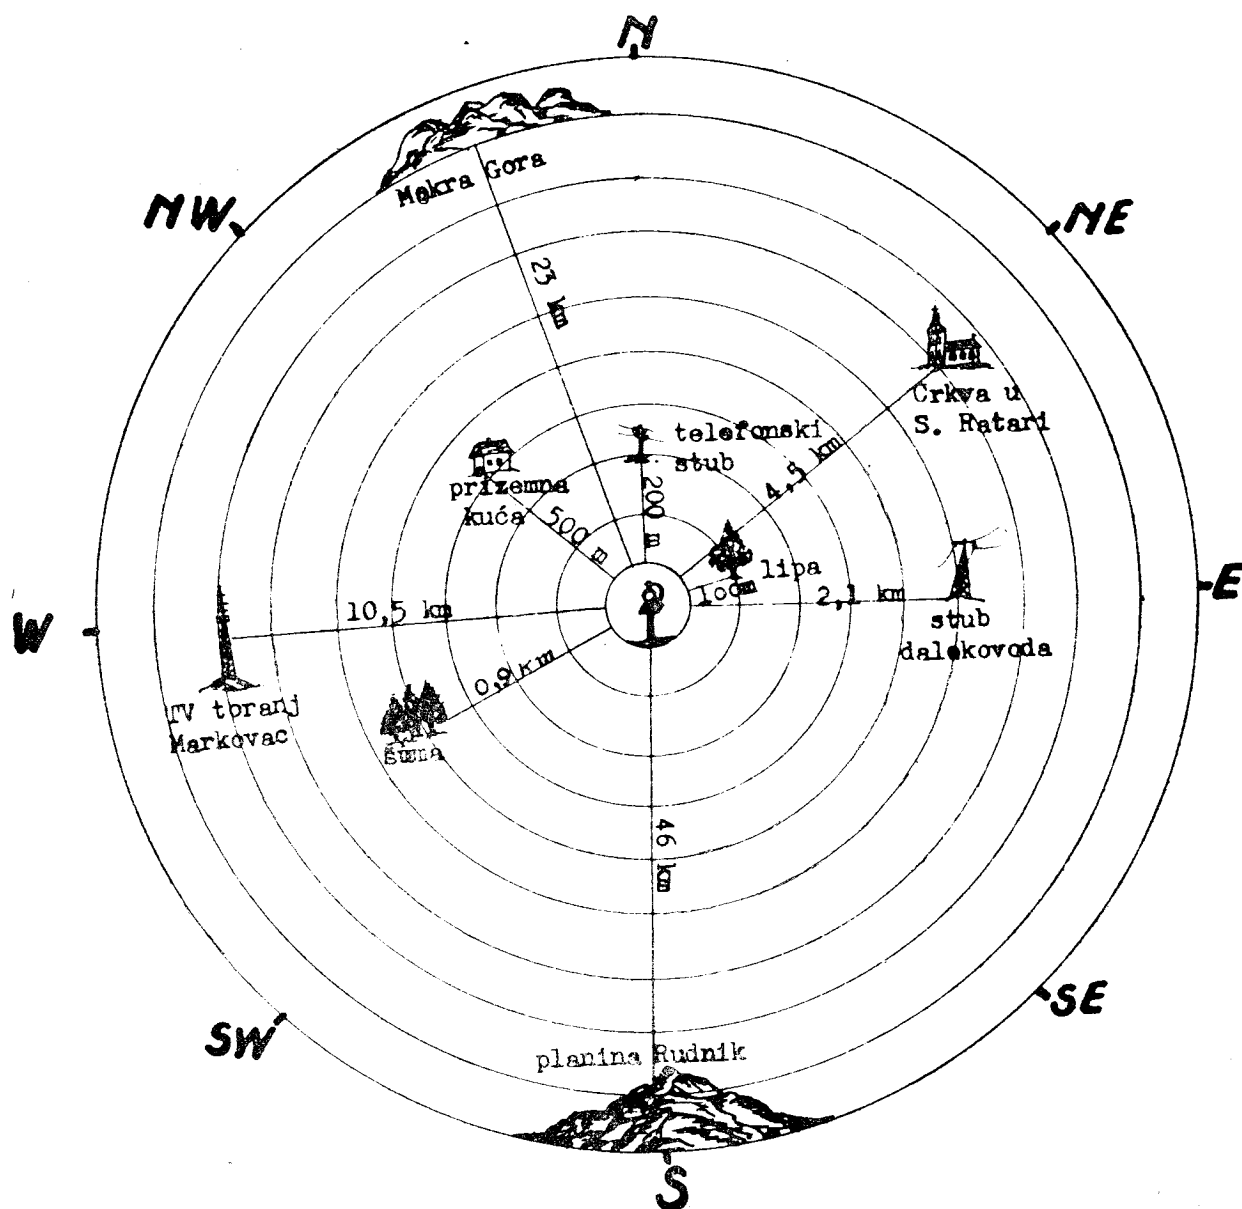 N
Mokra Gora
NW
NE
23 km
Crkva u
S. Ratari
telefonski
stub
4,5 km
prizemna
kuća
500 m
200 m
lipa
100m
2,1 km
E
stub
dalekovoda
10,5 km
W
0,9 km
TV toranj
Markovac
šuma
46 km
SE
SW
planina Rudnik
S